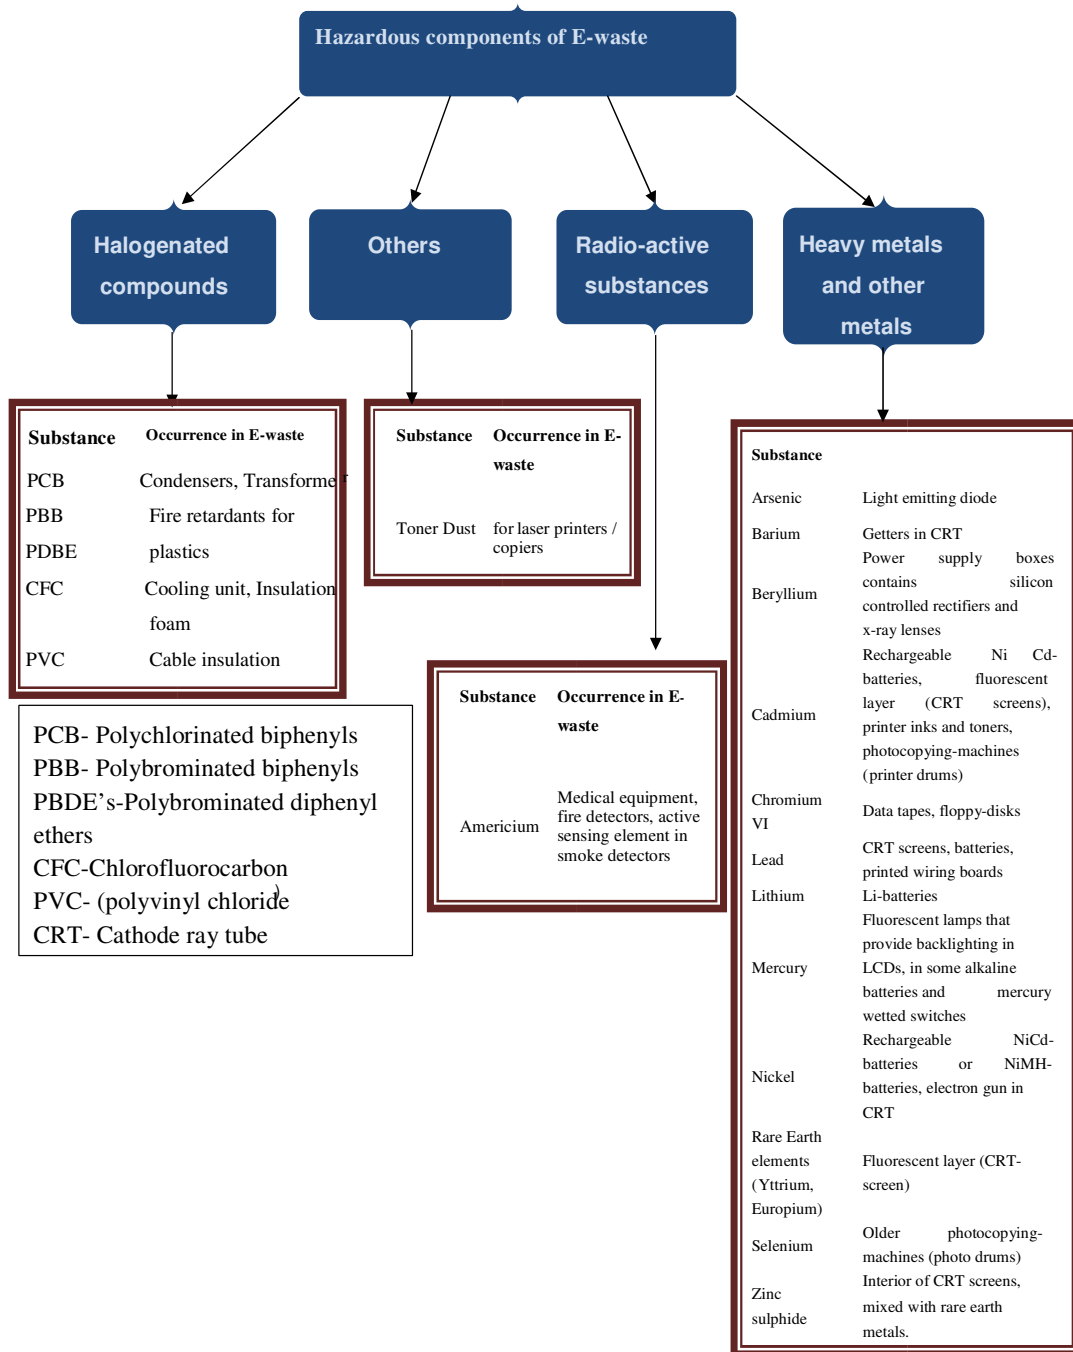 Hazardous components of E-waste
Halogenated
compounds
Others
Radio-active
substances
Heavy metals
and other
metals
Substance Occurrence in E-waste
PCB Condensers, Transformer
PBB Fire retardants for
PDBE plastics
CFC Cooling unit, Insulation
foam
PVC Cable insulation
Substance Occurrence in E-
waste
Toner Dust for laser printers /
copiers
Substance Occurrence in E-
waste
Medical equipment,
fire detectors, active
Americium sensing element in
smoke detectors
PCB- Polychlorinated biphenyls
PBB- Polybrominated biphenyls
PBDE's-Polybrominated diphenyl
ethers
CFC-Chlorofluorocarbon
PVC- (polyvinyl chloride)
CRT- Cathode ray tube
Substance
Arsenic Light emitting diode
Barium Getters in CRT
Power supply boxes
contains silicon
Beryllium controlled rectifiers and
x-ray lenses
Rechargeable Ni Cd-
batteries, fluorescent
layer (CRT screens),
Cadmium printer inks and toners,
photocopying-machines
(printer drums)
Chromium
VI Data tapes, floppy-disks
Lead CRT screens, batteries,
printed wiring boards
Lithium Li-batteries
Fluorescent lamps that
provide backlighting in
Mercury LCDs, in some alkaline
batteries and mercury
wetted switches
Rechargeable NiCd-
batteries or NiMH-
Nickel batteries, electron gun in
CRT
Rare Earth
elements Fluorescent layer (CRT-
(Yttrium, screen)
Europium)
Selenium Older photocopying-
machines (photo drums)
Zinc Interior of CRT screens,
sulphide mixed with rare earth
metals.